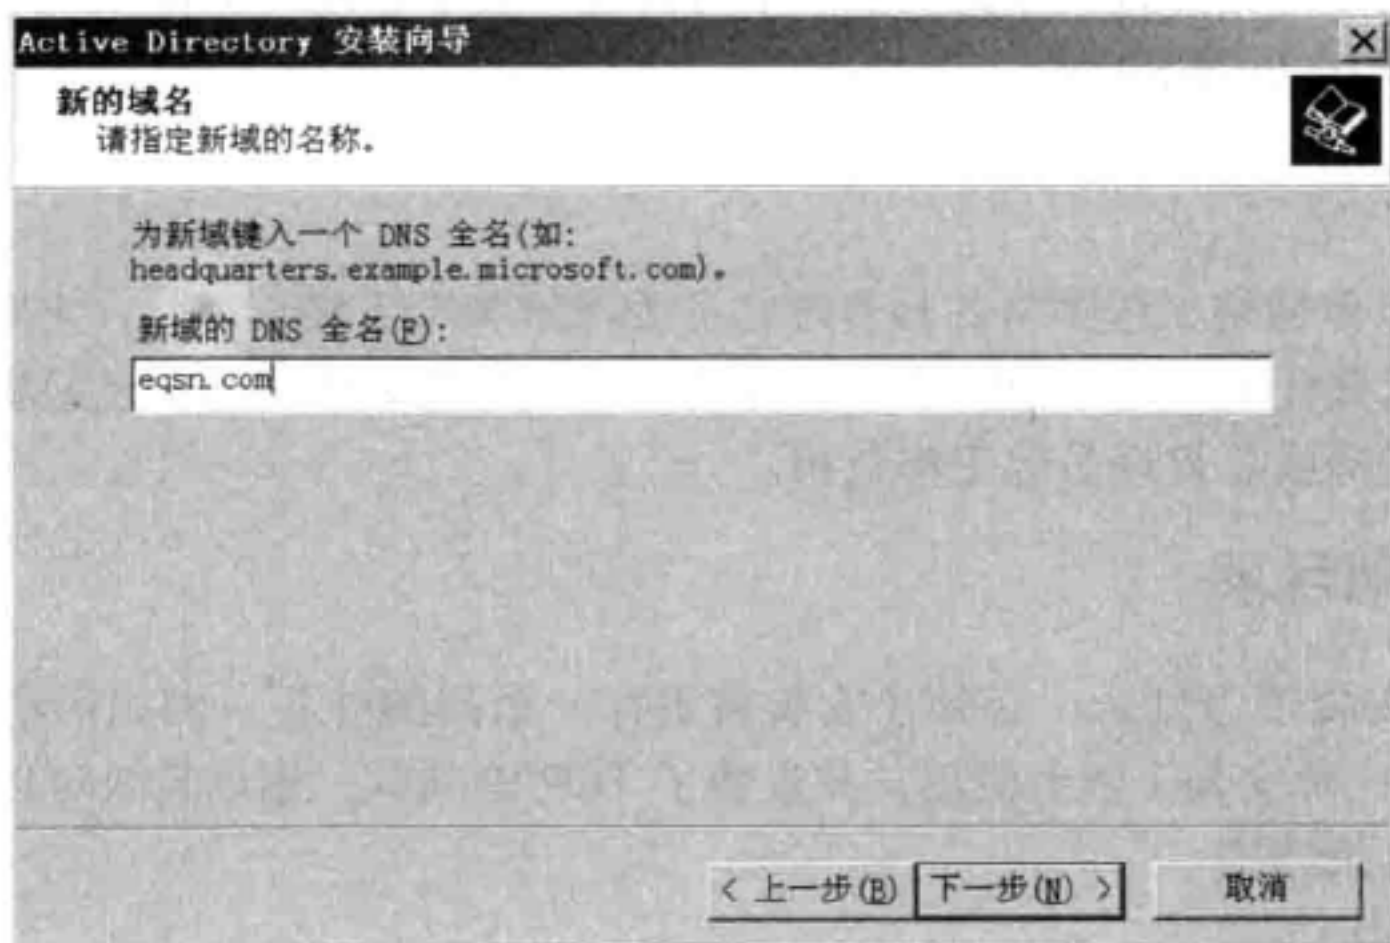 Active Directory 安装向导
新的域名
请指定新域的名称。
为新域键入一个 DNS 全名(如:
headquarters.example.microsoft.com)。
新域的 DNS 全名(F):
eqsn.com
< 上一步(B) 下一步(N) > 取消